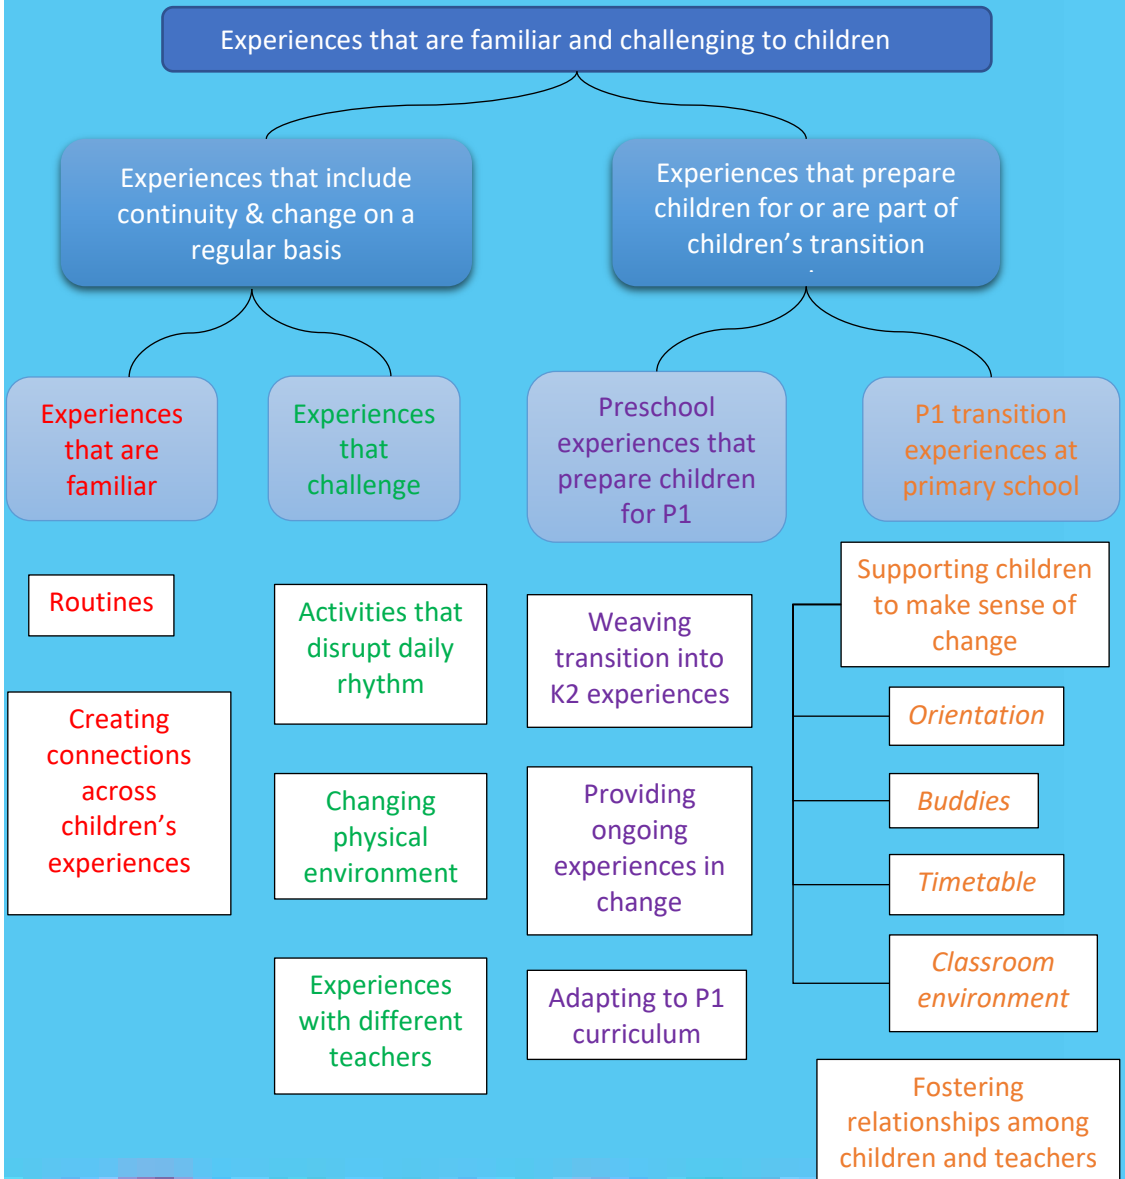 Experiences that are familiar and challenging to children
Experiences that include
continuity & change on a
regular basis
Experiences that prepare
children for or are part of
children’s transition
Experiences
that are
familiar
Experiences
that
challenge
Preschool
experiences that
prepare children
for P1
P1 transition
experiences at
primary school
Routines
Creating
connections
across
children’s
experiences
Activities that
disrupt daily
rhythm
Changing
physical
environment
Experiences
with different
teachers
Weaving
transition into
K2 experiences
Providing
ongoing
experiences in
change
Adapting to P1
curriculum
Supporting children
to make sense of
change
Orientation
Buddies
Timetable
Classroom
environment
Fostering
relationships among
children and teachers